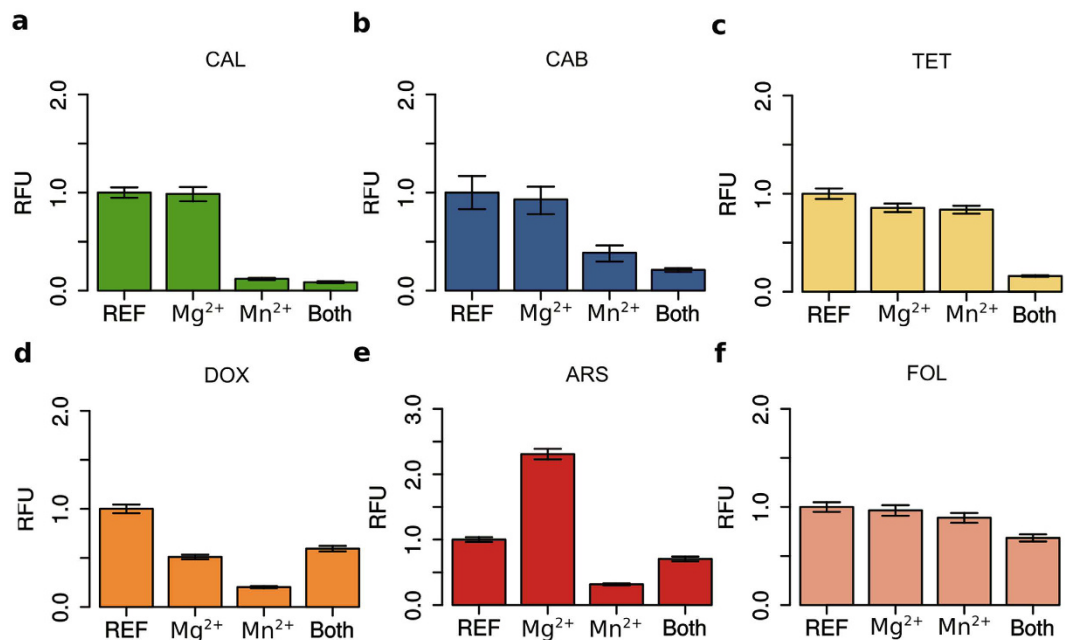 a
CAL
RFU
2.0
1.0
0.0
REF Mg²⁺ Mn²⁺ Both
b
CAB
RFU
2.0
1.0
0.0
REF Mg²⁺ Mn²⁺ Both
c
TET
RFU
2.0
1.0
0.0
REF Mg²⁺ Mn²⁺ Both
d
DOX
RFU
2.0
1.0
0.0
REF Mg²⁺ Mn²⁺ Both
e
ARS
RFU
3.0
2.0
1.0
0.0
REF Mg²⁺ Mn²⁺ Both
f
FOL
RFU
2.0
1.0
0.0
REF Mg²⁺ Mn²⁺ Both